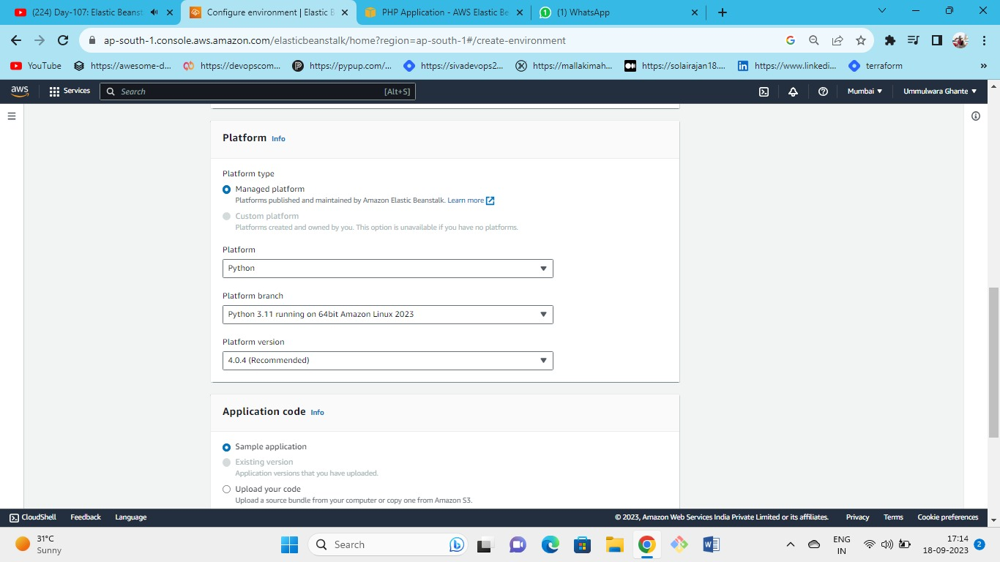 (224) Day-107: Elastic Beanst
Configure environment | Elastic B
PHP Application - AWS Elastic Be
(1) WhatsApp
ap-south-1.console.aws.amazon.com/elasticbeanstalk/home?region=ap-south-1#/create-environment
YouTube
https://awesome-d...
https://devopscom...
https://pypup.com/...
https://sivadevops2...
https://mallakimah...
https://solairajan18....
https://www.linkedi...
terraform
aws
Services
Search
[Alt+S]
Mumbai
Ummulwara Ghante
Platform Info
Platform type
Managed platform
Platforms published and maintained by Amazon Elastic Beanstalk. Learn more
Custom platform
Platforms created and owned by you. This option is unavailable if you have no platforms.
Platform
Python
Platform branch
Python 3.11 running on 64bit Amazon Linux 2023
Platform version
4.0.4 (Recommended)
Application code Info
Sample application
Existing version
Application versions that you have uploaded.
Upload your code
Upload a source bundle from your computer or copy one from Amazon S3.
CloudShell
Feedback
Language
© 2023, Amazon Web Services India Private Limited or its affiliates.
Privacy
Terms
Cookie preferences
31°C
Sunny
Search
ENG
IN
17:14
18-09-2023
2